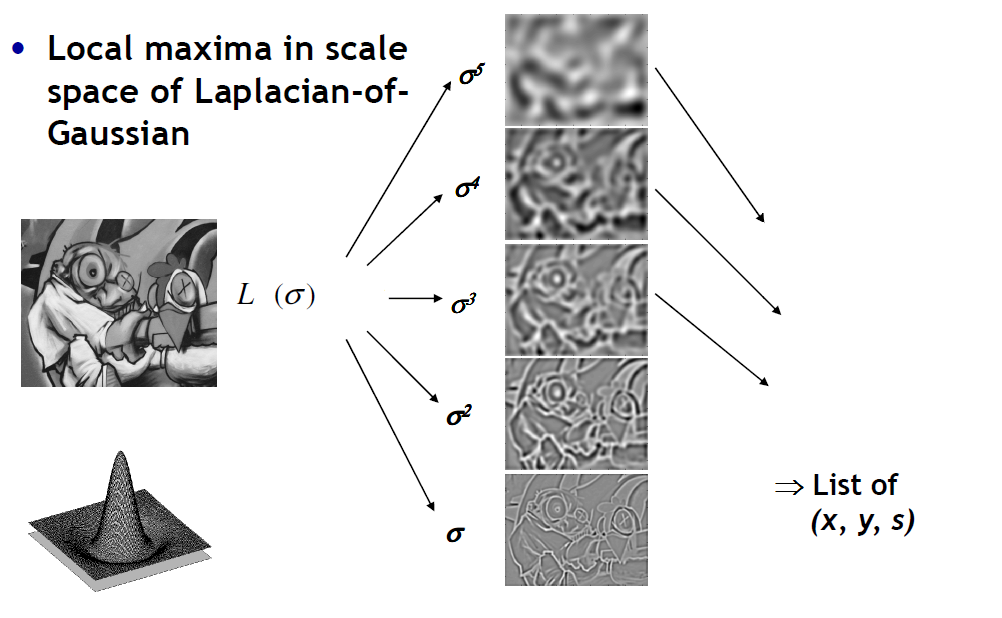 • Local maxima in scale
space of Laplacian-of-
Gaussian
σ⁵
σ⁴
L (σ)
σ³
σ²
⇒ List of
(x, y, s)
σ